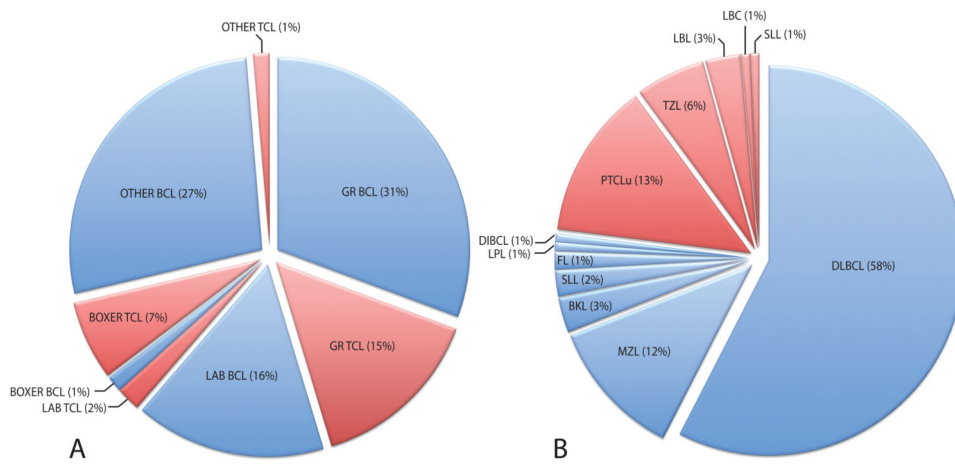 OTHER TCL (1%)
GR BCL (31%)
GR TCL (15%)
LAB BCL (16%)
LAB TCL (2%)
BOXER BCL (1%)
BOXER TCL (7%)
OTHER BCL (27%)
A
LBC (1%)
SLL (1%)
LBL (3%)
TZL (6%)
PTCLu (13%)
DIBCL (1%)
LPL (1%)
FL (1%)
SLL (2%)
BKL (3%)
MZL (12%)
DLBCL (58%)
B